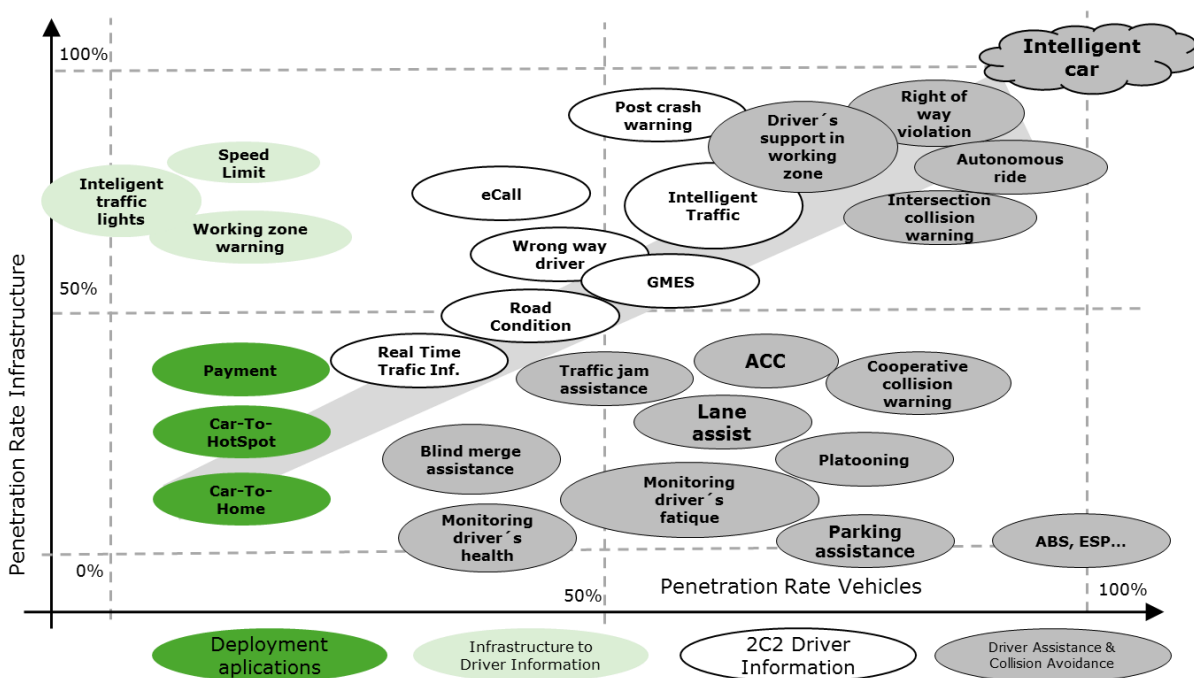 100%
Intelligent
car
Post crash
warning
Driver´s
support in
working
zone
Right of
way
violation
Speed
Limit
Inteligent
traffic
lights
Autonomous
ride
eCall
Intelligent
Traffic
Intersection
collision
warning
Working zone
warning
Wrong way
driver
GMES
50%
Road
Condition
Real Time
Trafic Inf.
Payment
Traffic jam
assistance
ACC
Cooperative
collision
warning
Lane
assist
Car-To-
HotSpot
Blind merge
assistance
Platooning
Car-To-
Home
Monitoring
driver´s
fatique
Monitoring
driver´s
health
Parking
assistance
ABS, ESP...
0%
Penetration Rate Infrastructure
50%
Penetration Rate Vehicles
100%
Deployment
aplications
Infrastructure to
Driver Information
2C2 Driver
Information
Driver Assistance &
Collision Avoidance